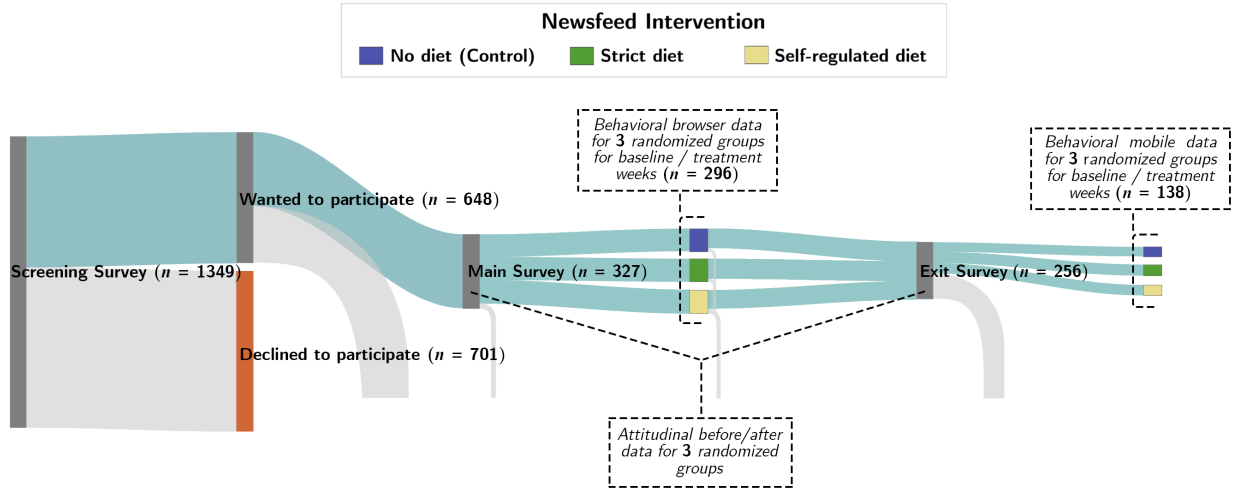 Newsfeed Intervention
No diet (Control)
Strict diet
Self-regulated diet
Behavioral browser data
for 3 randomized groups
for baseline / treatment
weeks (n = 296)
Behavioral mobile data
for 3 randomized groups
for baseline / treatment
weeks (n = 138)
Wanted to participate (n = 648)
Screening Survey (n = 1349)
Main Survey (n = 327)
Exit Survey (n = 256)
Declined to participate (n = 701)
Attitudinal before/after
data for 3 randomized
groups